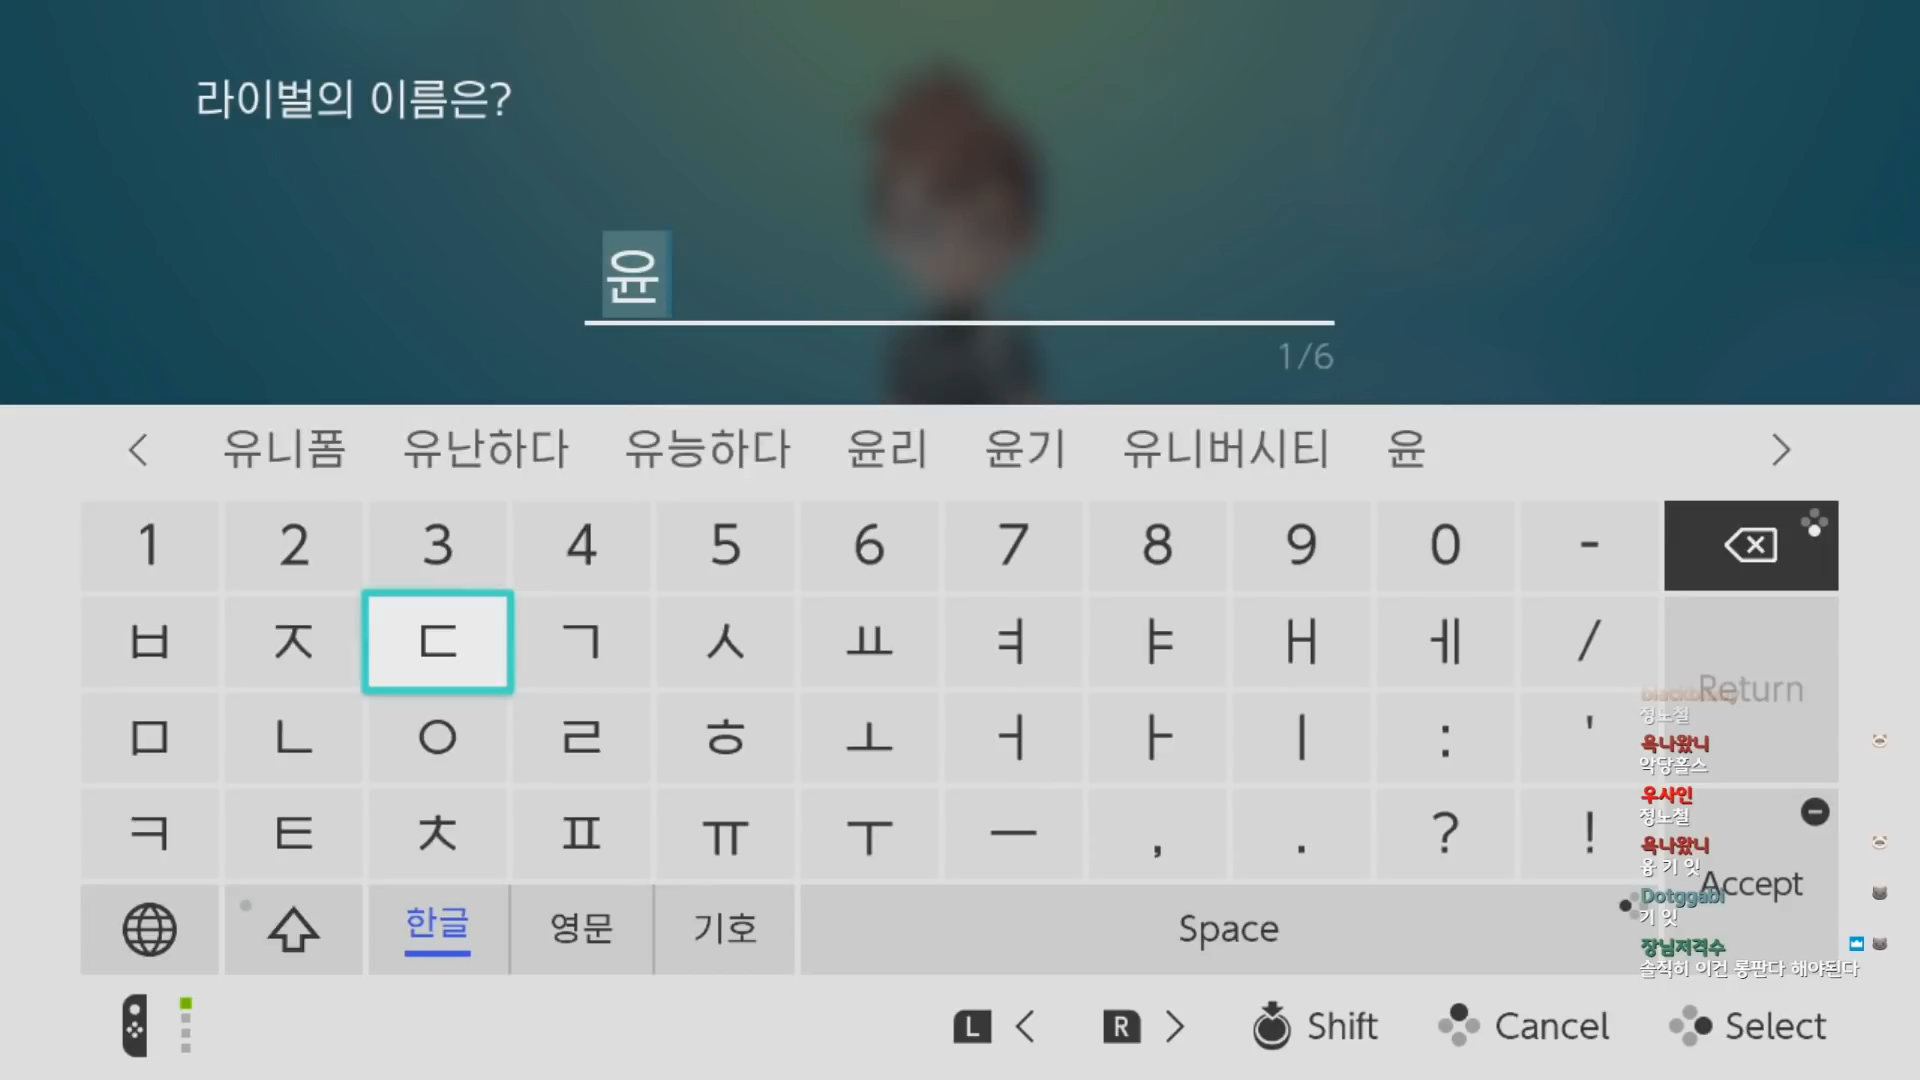 라이벌의 이름은?
윤
1/6
유니폼 유난하다 유능하다 윤리 윤기 유니버시티 윤
1 2 3 4 5 6 7 8 9 0 -
ㅂ ㅈ ㄷ ㄱ ㅅ ㅛ ㅕ ㅑ ㅐ ㅔ /
Return
ㅁ ㄴ ㅇ ㄹ ㅎ ㅗ ㅓ ㅏ ㅣ : '
ㅋ ㅌ ㅊ ㅍ ㅠ ㅜ ㅡ , . ? !
Accept
한글 영문 기호 Space
정노철
욕나왔니
악당홀스
우사인
정노철
욕나왔니
융 기 잇
Dotggabi
기 잇
장님저격수
솔직히 이건 롱판다 해야된다
L R Shift Cancel Select